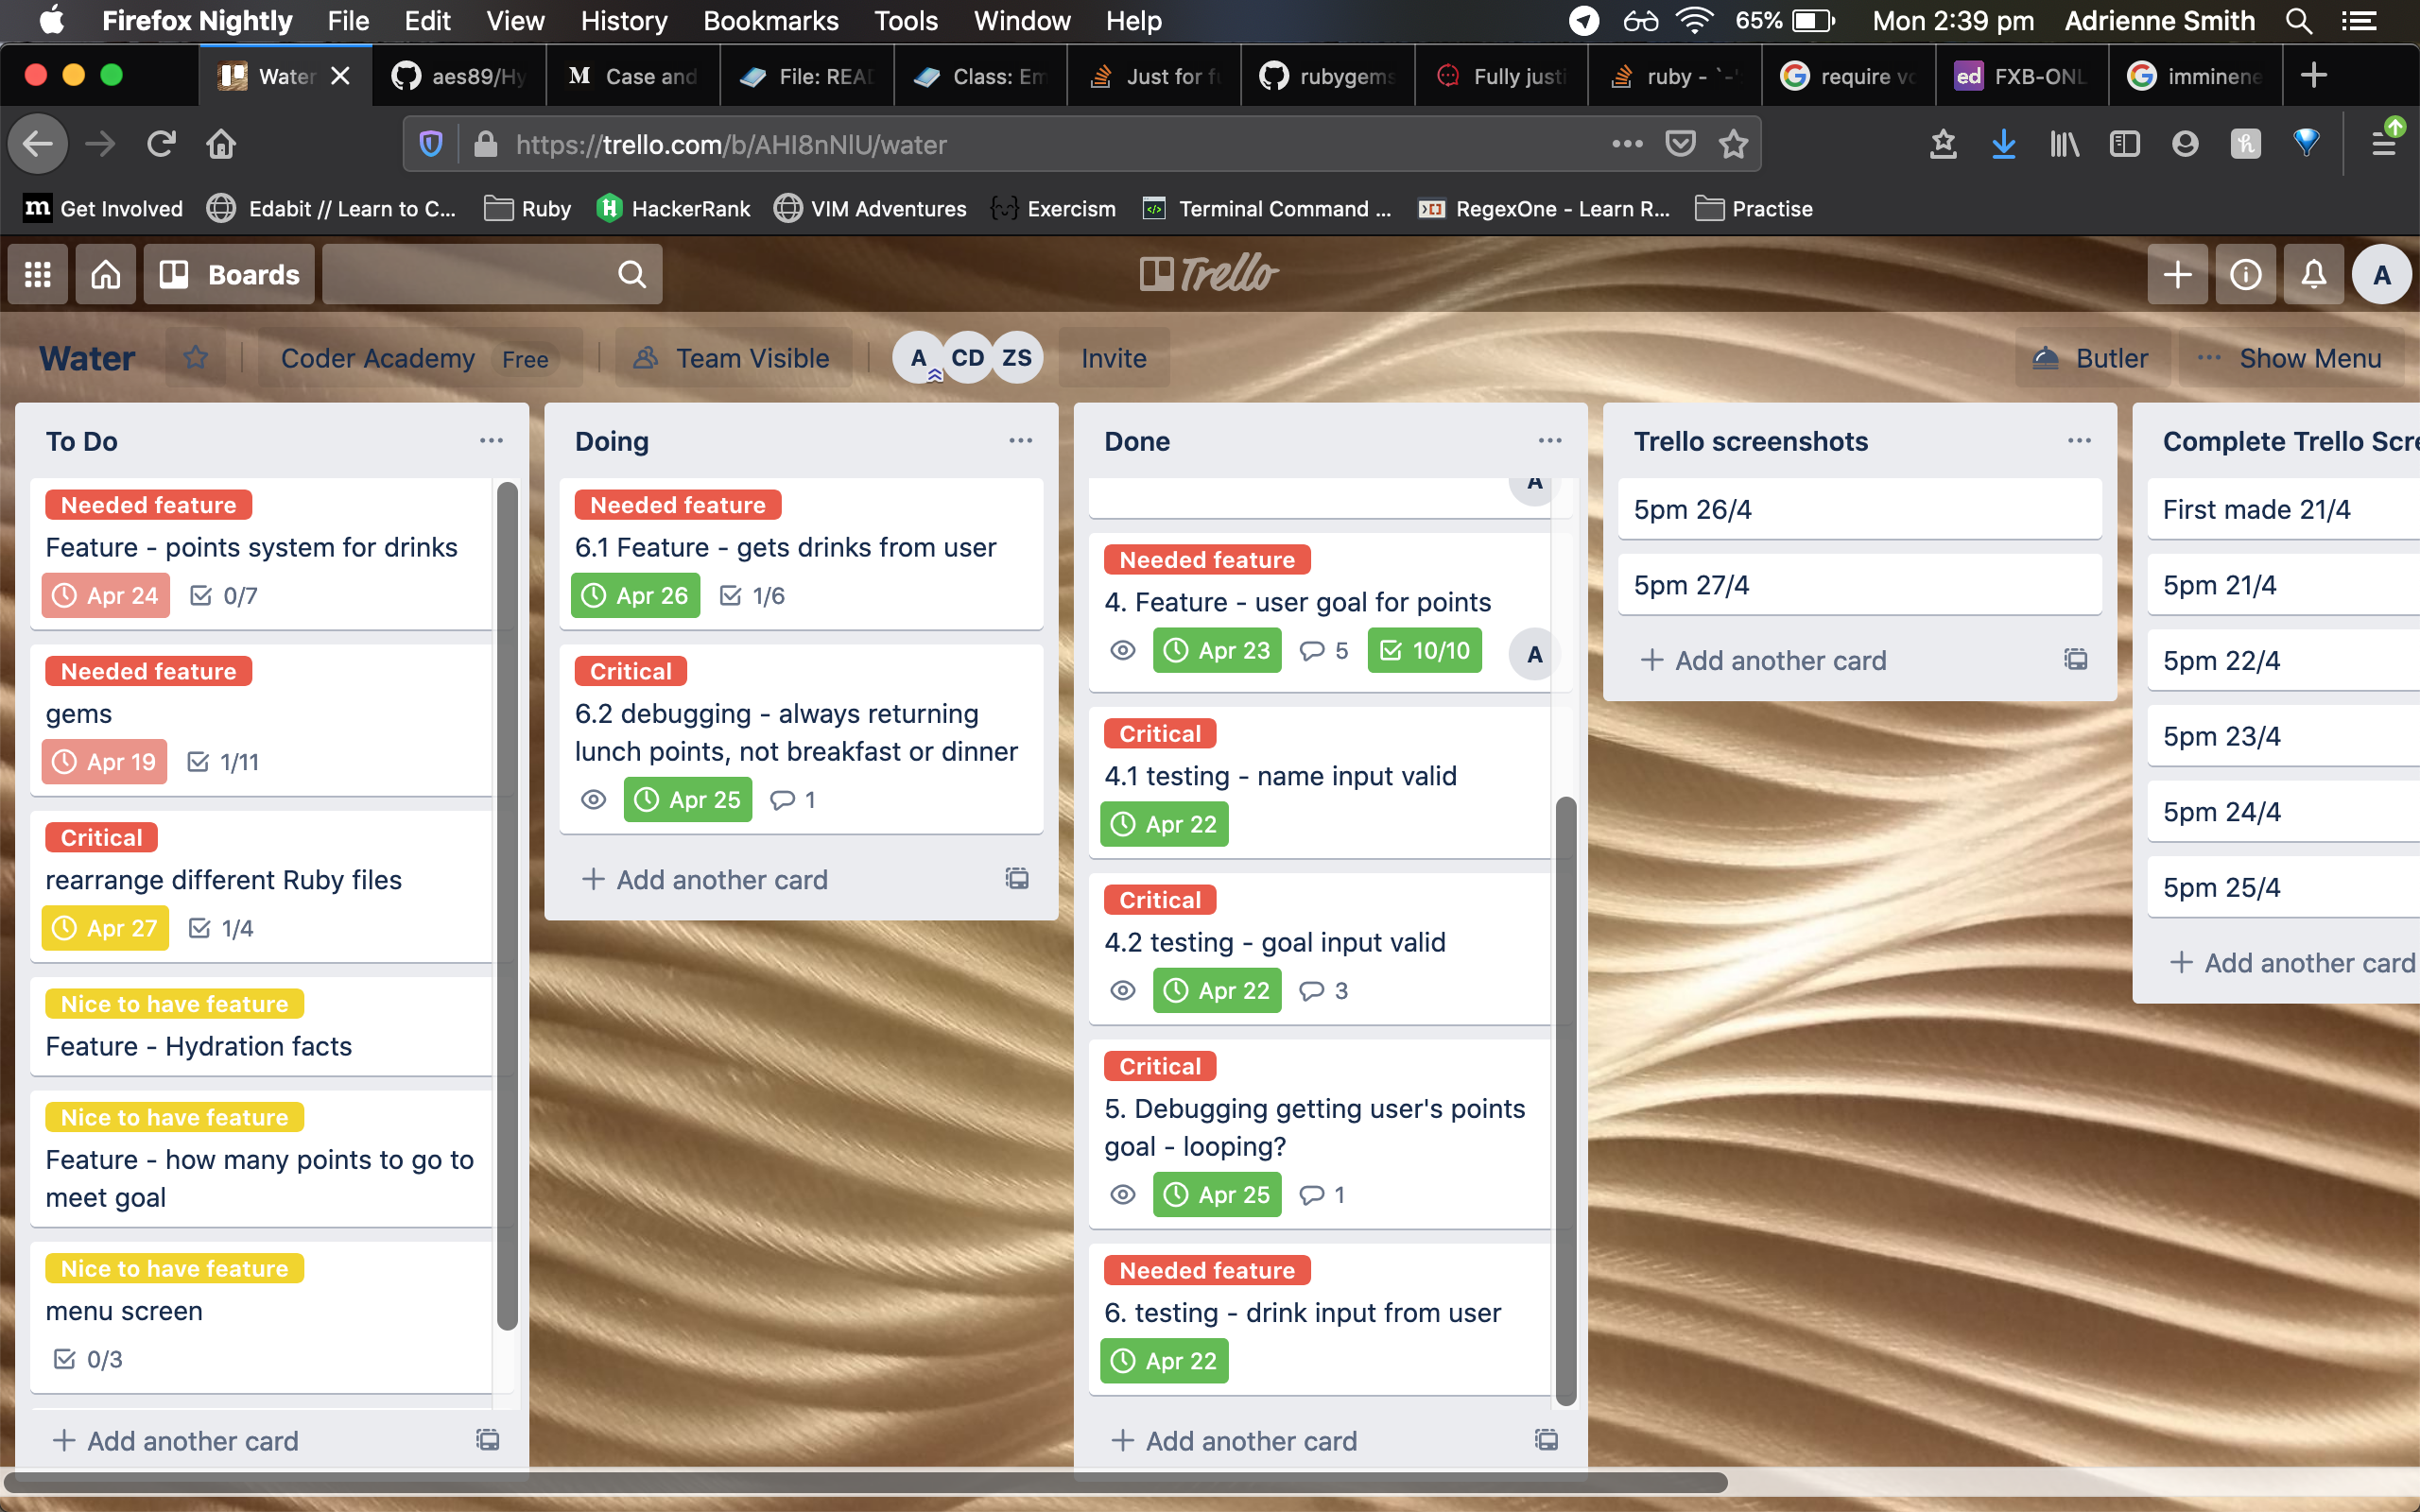 Firefox Nightly File Edit View History Bookmarks Tools Window Help 65% Mon 2:39 pm Adrienne Smith
Water aes89/Hy Case and File: REA Class: Em Just for fu rubygems Fully justi ruby - `-' require vo FXB-ONL imminene
https://trello.com/b/AHI8nNlU/water
Get Involved Edabit // Learn to C... Ruby HackerRank VIM Adventures Exercism Terminal Command ... RegexOne - Learn R... Practise
Boards Trello A
Water Coder Academy Free Team Visible A CD ZS Invite Butler Show Menu
To Do
Needed feature
Feature - points system for drinks
Apr 24 0/7
Needed feature
gems
Apr 19 1/11
Critical
rearrange different Ruby files
Apr 27 1/4
Nice to have feature
Feature - Hydration facts
Nice to have feature
Feature - how many points to go to
meet goal
Nice to have feature
menu screen
0/3
+ Add another card
Doing
Needed feature
6.1 Feature - gets drinks from user
Apr 26 1/6
Critical
6.2 debugging - always returning
lunch points, not breakfast or dinner
Apr 25 1
+ Add another card
Done
A
Needed feature
4. Feature - user goal for points
Apr 23 5 10/10 A
Critical
4.1 testing - name input valid
Apr 22
Critical
4.2 testing - goal input valid
Apr 22 3
Critical
5. Debugging getting user's points
goal - looping?
Apr 25 1
Needed feature
6. testing - drink input from user
Apr 22
+ Add another card
Trello screenshots
5pm 26/4
5pm 27/4
+ Add another card
Complete Trello Scre
First made 21/4
5pm 21/4
5pm 22/4
5pm 23/4
5pm 24/4
5pm 25/4
+ Add another card